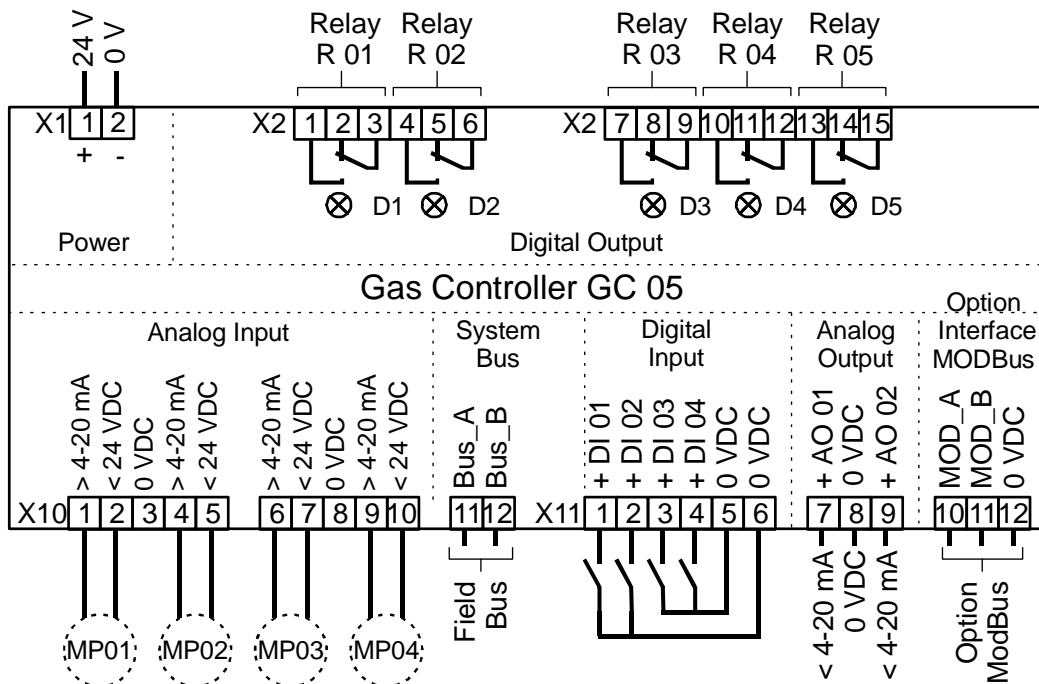 24 V
0 V
Relay R 01
Relay R 02
Relay R 03
Relay R 04
Relay R 05
X1 1 2
X2 1 2 3 4 5 6
X2 7 8 9 10 11 12 13 14 15
+ -
D1 D2 D3 D4 D5
Power
Digital Output
Gas Controller GC 05
Analog Input
System Bus
Digital Input
Analog Output
Option Interface MODBus
> 4-20 mA
< 24 VDC
0 VDC
> 4-20 mA
< 24 VDC
> 4-20 mA
< 24 VDC
0 VDC
> 4-20 mA
< 24 VDC
Bus_A
Bus_B
+ DI 01
+ DI 02
+ DI 03
+ DI 04
0 VDC
0 VDC
+ AO 01
0 VDC
+ AO 02
MOD_A
MOD_B
0 VDC
X10 1 2 3 4 5 6 7 8 9 10 11 12
X11 1 2 3 4 5 6 7 8 9 10 11 12
MP01 MP02 MP03 MP04
Field Bus
< 4-20 mA
0 VDC
< 4-20 mA
Option ModBus